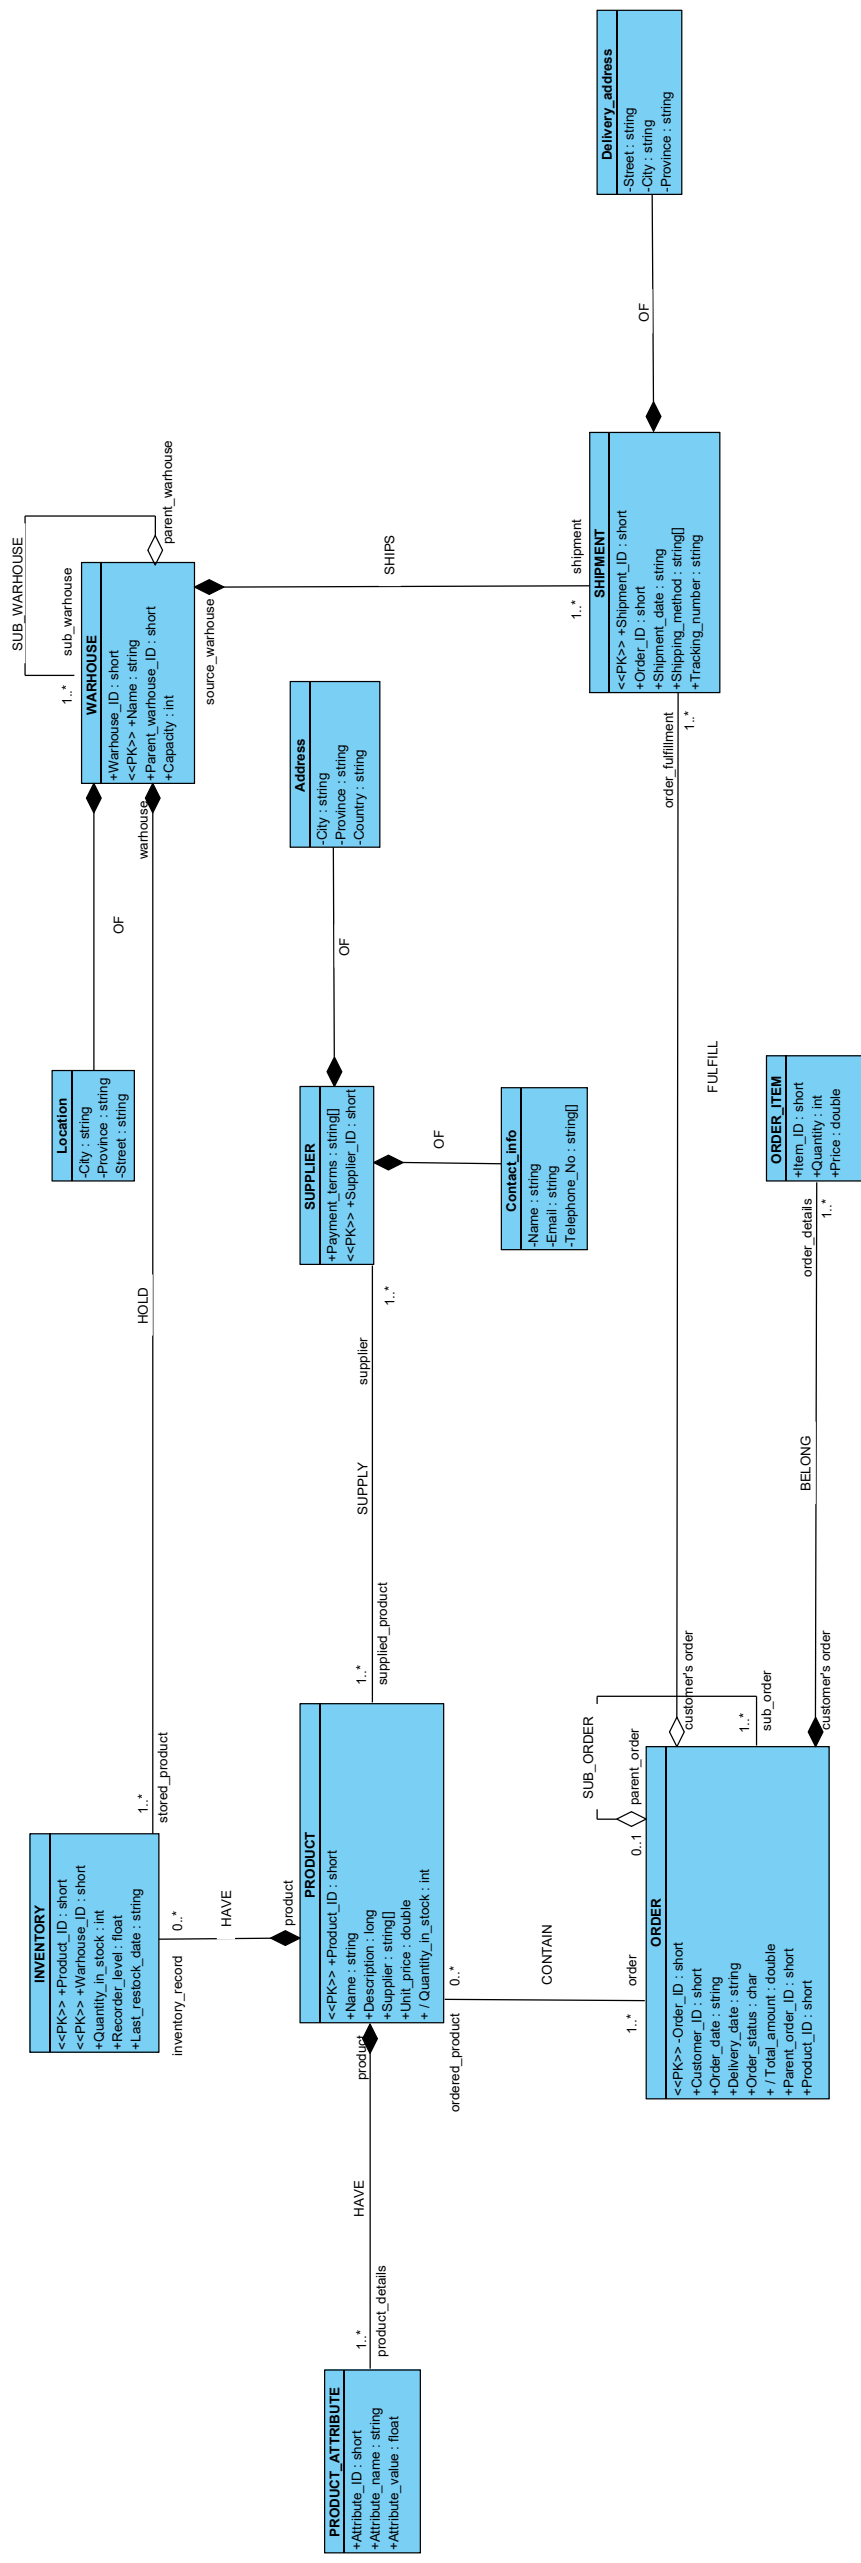 INVENTORY
<<PK>> +Product_ID : short
<<PK>> +Warhouse_ID : short
+Quantity_in_stock : int
+Recorder_level : float
+Last_restock_date : string
inventory_record
0..*
HAVE
product
1..*
stored_product
HOLD
warhouse
Location
-City : string
-Province : string
-Street : string
OF
WARHOUSE
+Warhouse_ID : short
<<PK>> +Name : string
+Parent_warhouse_ID : short
+Capacity : int
SUB_WARHOUSE
1..*
sub_warhouse
parent_warhouse
source_warhouse
SHIPS
1..*
shipment
PRODUCT_ATTRIBUTE
+Attribute_ID : short
+Attribute_name : string
+Attribute_value : float
1..*
product_details
HAVE
product
PRODUCT
<<PK>> +Product_ID : short
+Name : string
+Description : long
+Supplier : string[]
+Unit_price : double
+ / Quantity_in_stock : int
1..*
supplied_product
SUPPLY
supplier
1..*
SUPPLIER
+Payment_terms : string[]
<<PK>> +Supplier_ID : short
OF
Address
-City : string
-Province : string
-Country : string
OF
Contact_info
-Name : string
-Email : string
-Telephone_No : string[]
ordered_product
0..*
CONTAIN
1..*
order
ORDER
<<PK>> -Order_ID : short
+Customer_ID : short
+Order_date : string
+Delivery_date : string
+Order_status : char
+ / Total_amount : double
+Parent_order_ID : short
+Product_ID : short
SUB_ORDER
0..1
parent_order
1..*
sub_order
customer's order
FULFILL
order_fulfillment
1..*
customer's order
BELONG
order_details
1..*
ORDER_ITEM
+Item_ID : short
+Quantity : int
+Price : double
SHIPMENT
<<PK>> +Shipment_ID : short
+Order_ID : short
+Shipment_date : string
+Shipping_method : string[]
+Tracking_number : string
OF
Delivery_address
-Street : string
-City : string
-Province : string